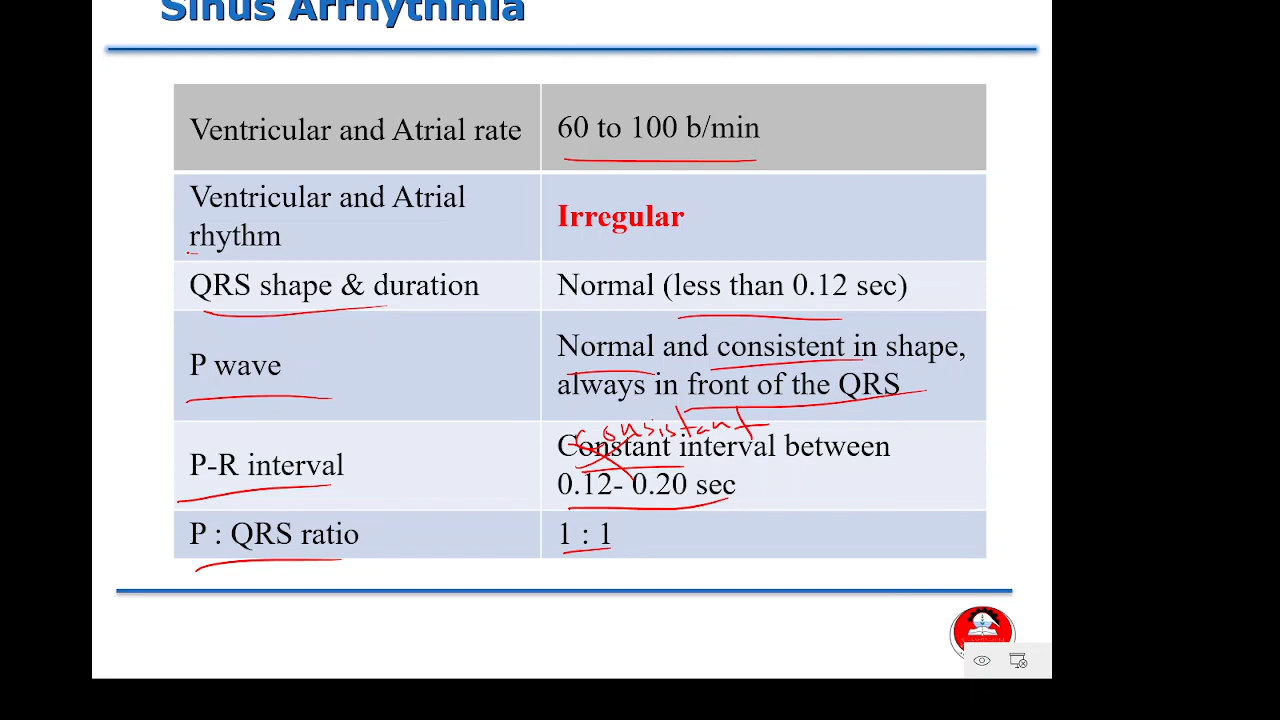 Sinus Arrhythmia
Ventricular and Atrial rate
60 to 100 b/min
Ventricular and Atrial
rhythm
Irregular
QRS shape & duration
Normal (less than 0.12 sec)
P wave
Normal and consistent in shape,
always in front of the QRS
consistant
P-R interval
Constant interval between
0.12- 0.20 sec
P : QRS ratio
1 : 1